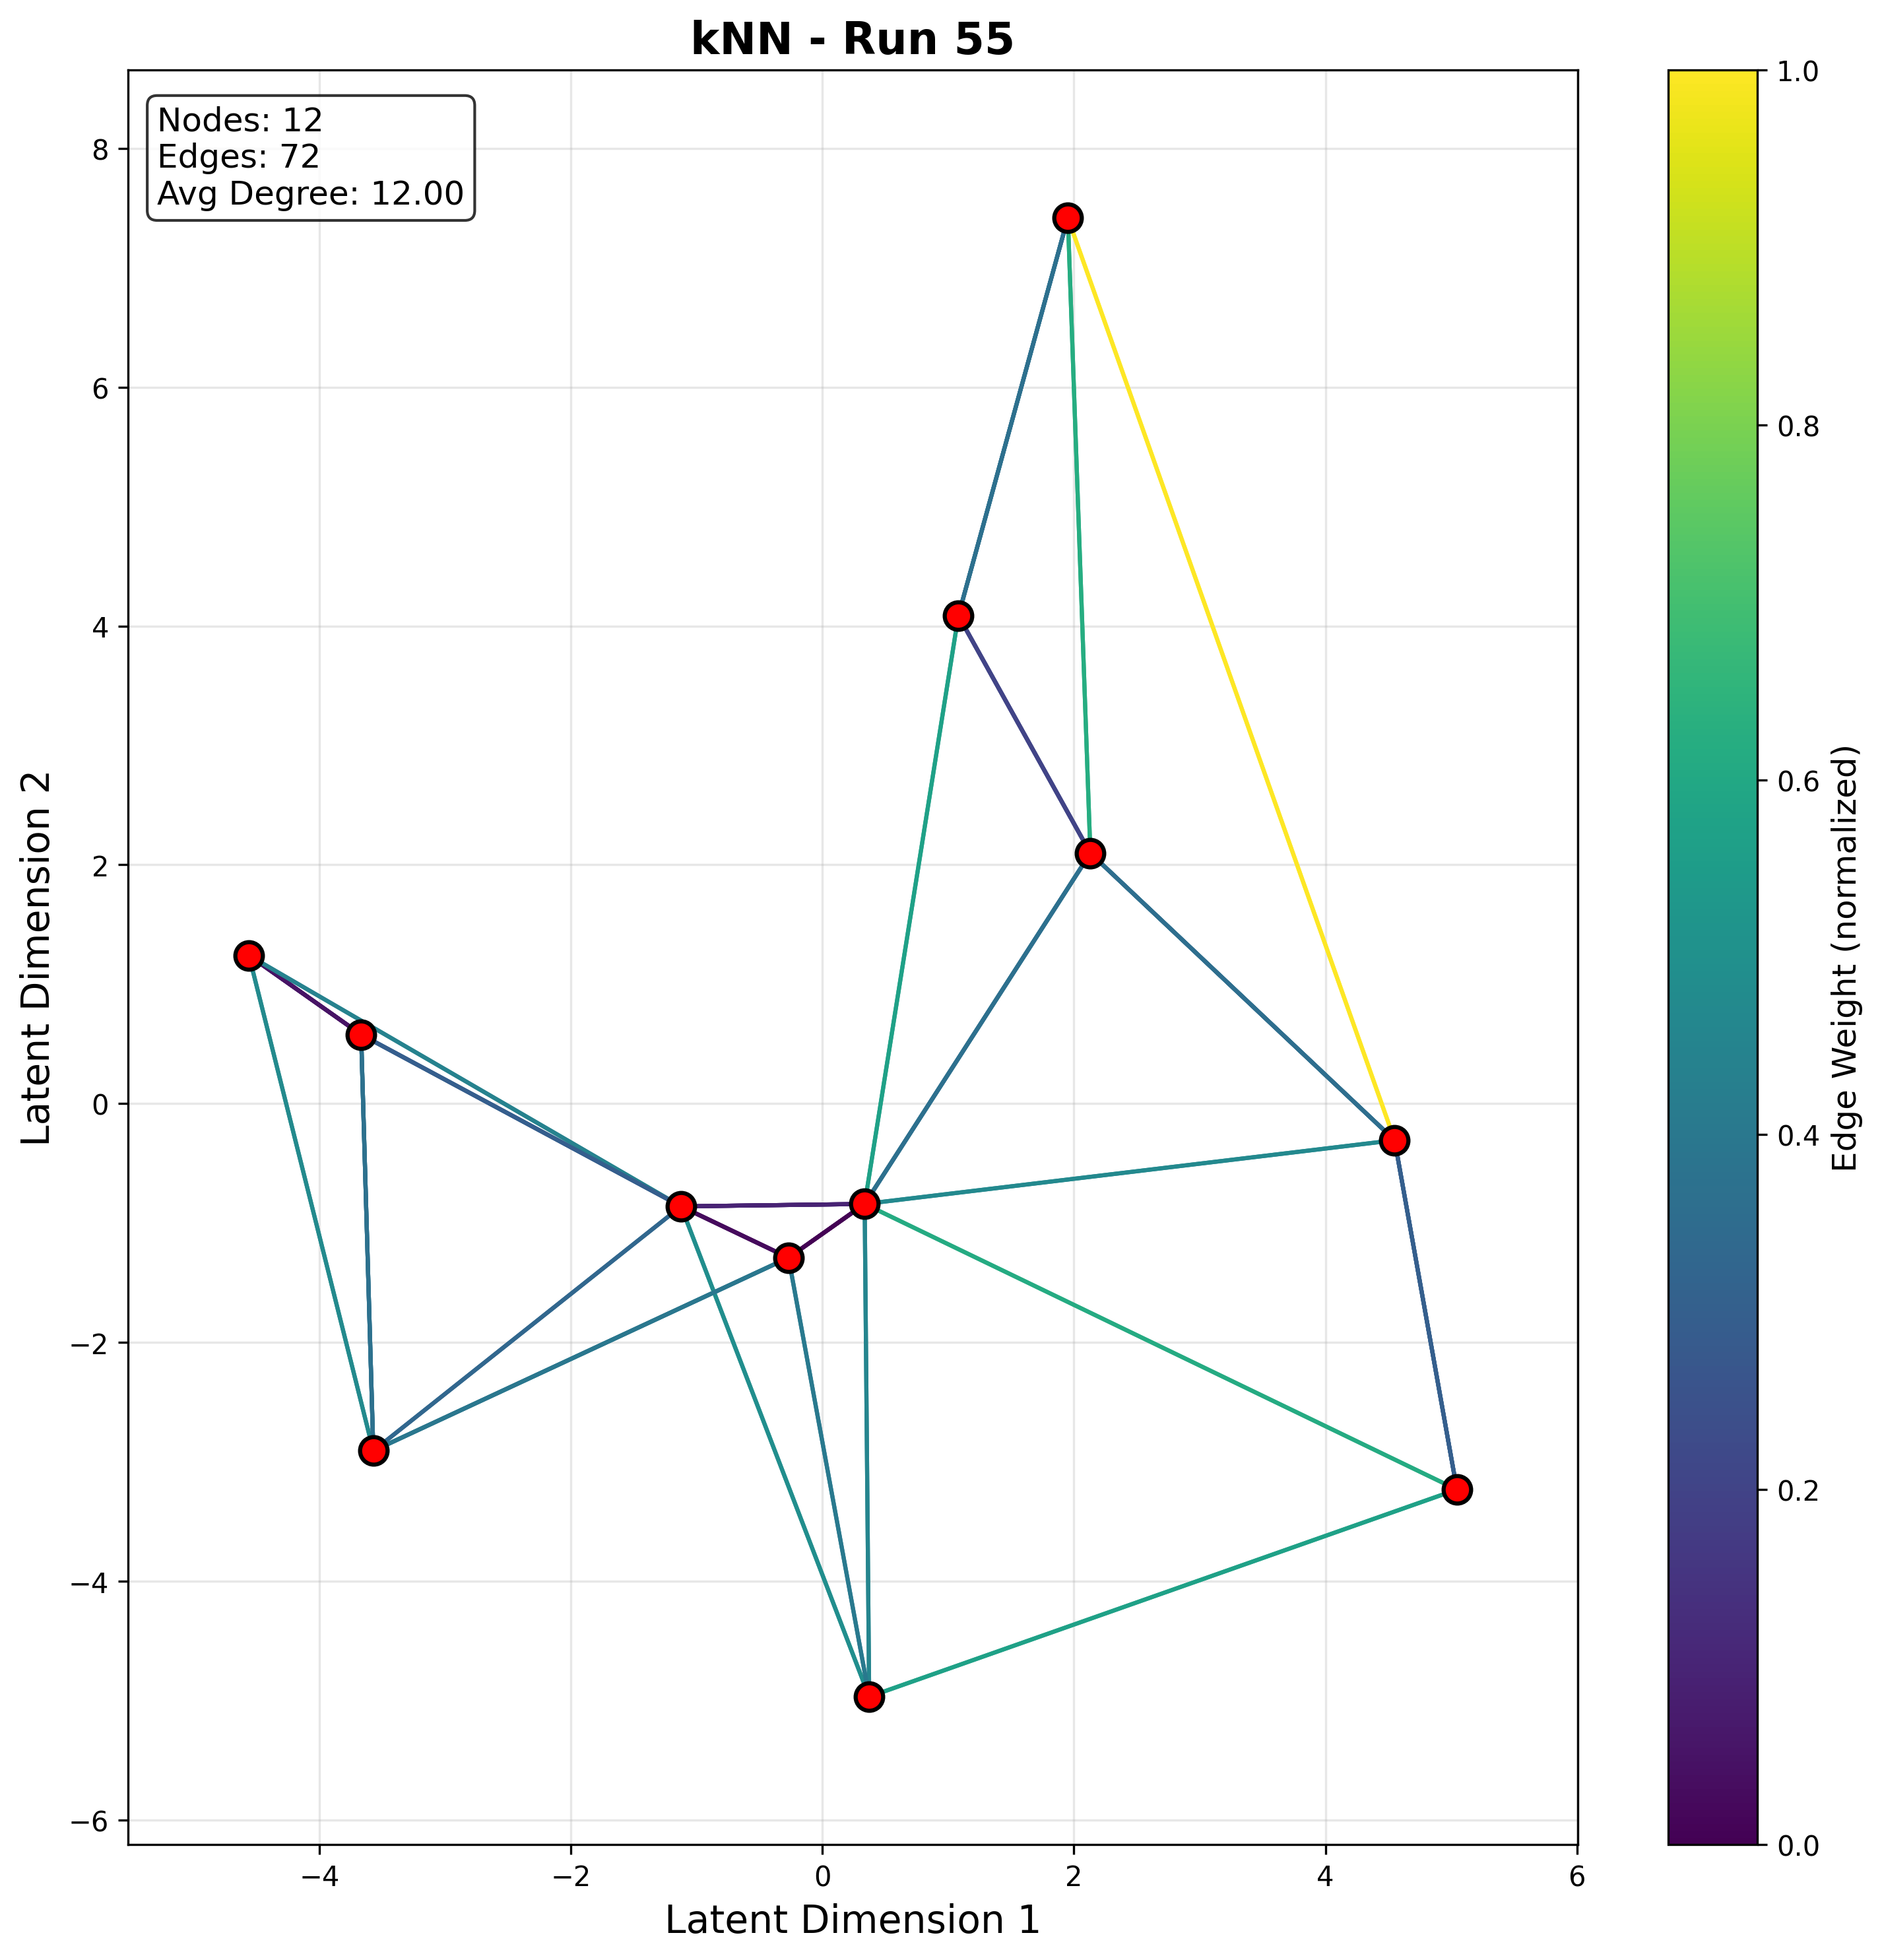 kNN - Run 55
Nodes: 12
Edges: 72
Avg Degree: 12.00
8
6
4
2
0
−2
−4
−6
Latent Dimension 2
−4
−2
0
2
4
6
Latent Dimension 1
1.0
0.8
0.6
0.4
0.2
0.0
Edge Weight (normalized)